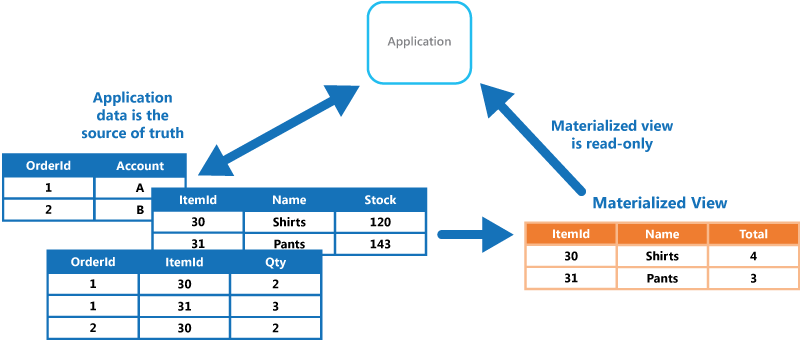 Application
Application
data is the
source of truth
Materialized view
is read-only
OrderId Account
1 A
2 B
ItemId Name Stock
30 Shirts 120
31 Pants 143
OrderId ItemId Qty
1 30 2
1 31 3
2 30 2
Materialized View
ItemId Name Total
30 Shirts 4
31 Pants 3